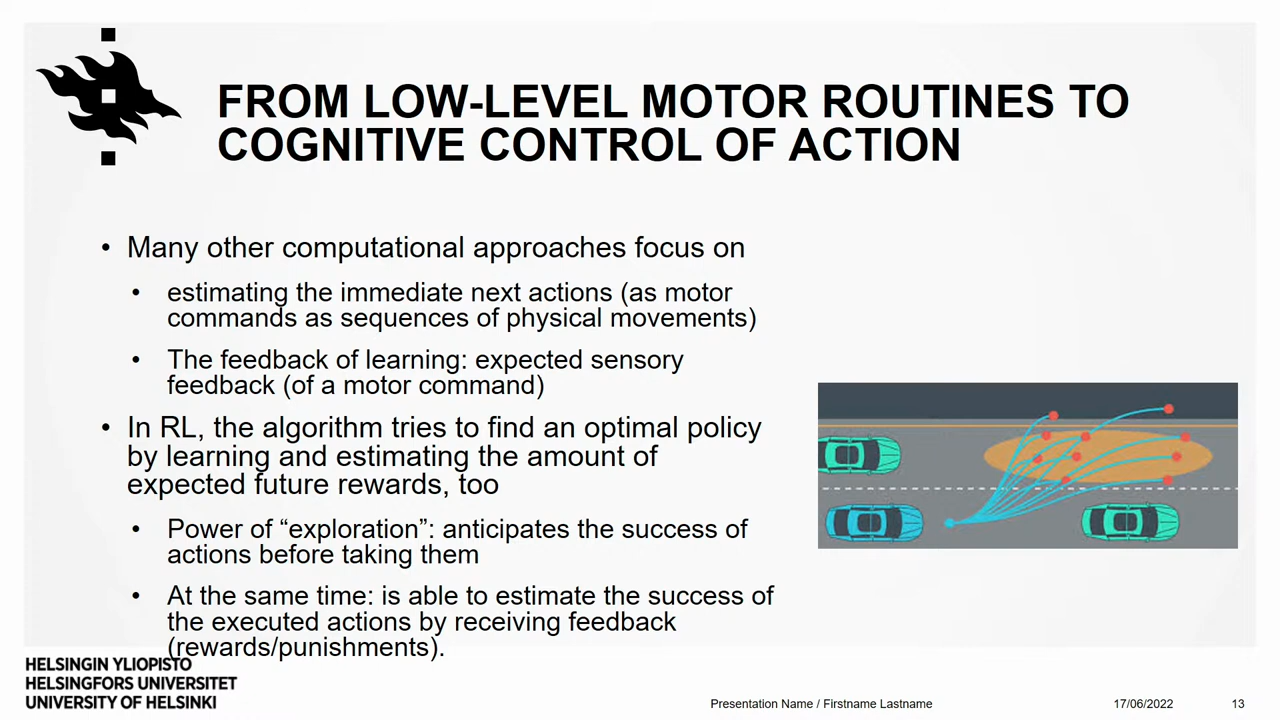 FROM LOW-LEVEL MOTOR ROUTINES TO
COGNITIVE CONTROL OF ACTION
• Many other computational approaches focus on
• estimating the immediate next actions (as motor
commands as sequences of physical movements)
• The feedback of learning: expected sensory
feedback (of a motor command)
• In RL, the algorithm tries to find an optimal policy
by learning and estimating the amount of
expected future rewards, too
• Power of “exploration”: anticipates the success of
actions before taking them
• At the same time: is able to estimate the success of
the executed actions by receiving feedback
(rewards/punishments).
HELSINGIN YLIOPISTO
HELSINGFORS UNIVERSITET
UNIVERSITY OF HELSINKI
Presentation Name / Firstname Lastname
17/06/2022
13